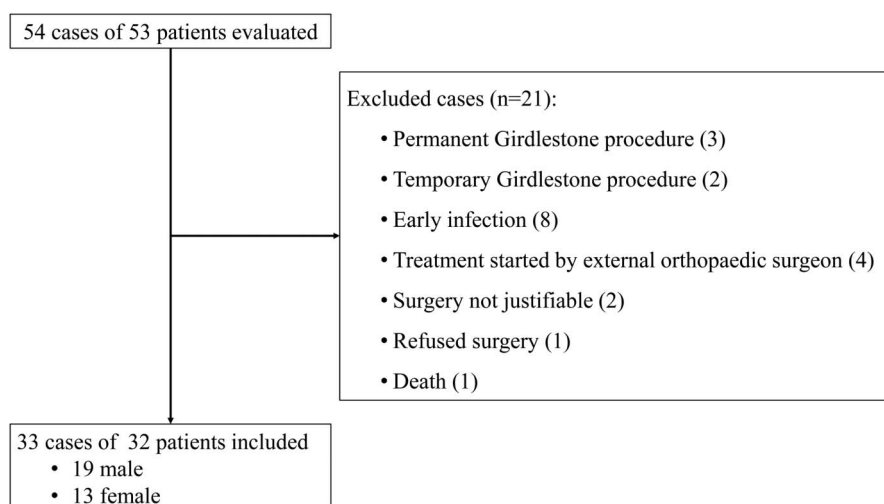 54 cases of 53 patients evaluated
Excluded cases (n=21):
• Permanent Girdlestone procedure (3)
• Temporary Girdlestone procedure (2)
• Early infection (8)
• Treatment started by external orthopaedic surgeon (4)
• Surgery not justifiable (2)
• Refused surgery (1)
• Death (1)
33 cases of 32 patients included
• 19 male
• 13 female